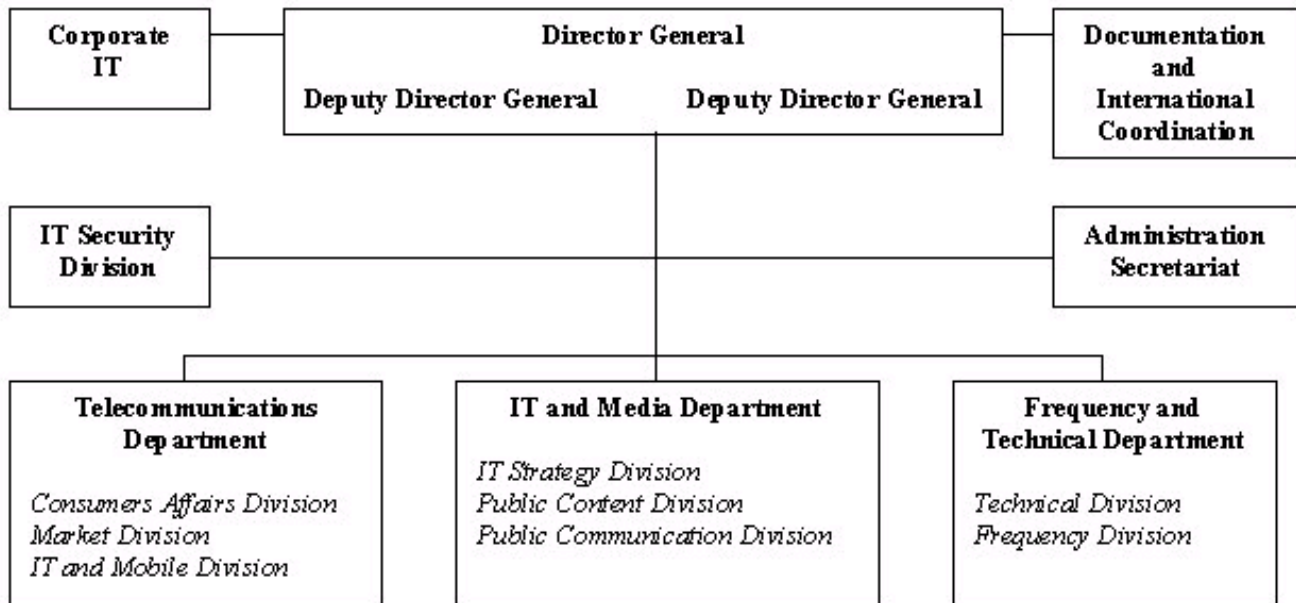 Corporate
IT
Director General
Deputy Director General
Deputy Director General
Documentation
and
International
Coordination
IT Security
Division
Administration
Secretariat
Telecommunications
Department
Consumers Affairs Division
Market Division
IT and Mobile Division
IT and Media Department
IT Strategy Division
Public Content Division
Public Communication Division
Frequency and
Technical Department
Technical Division
Frequency Division